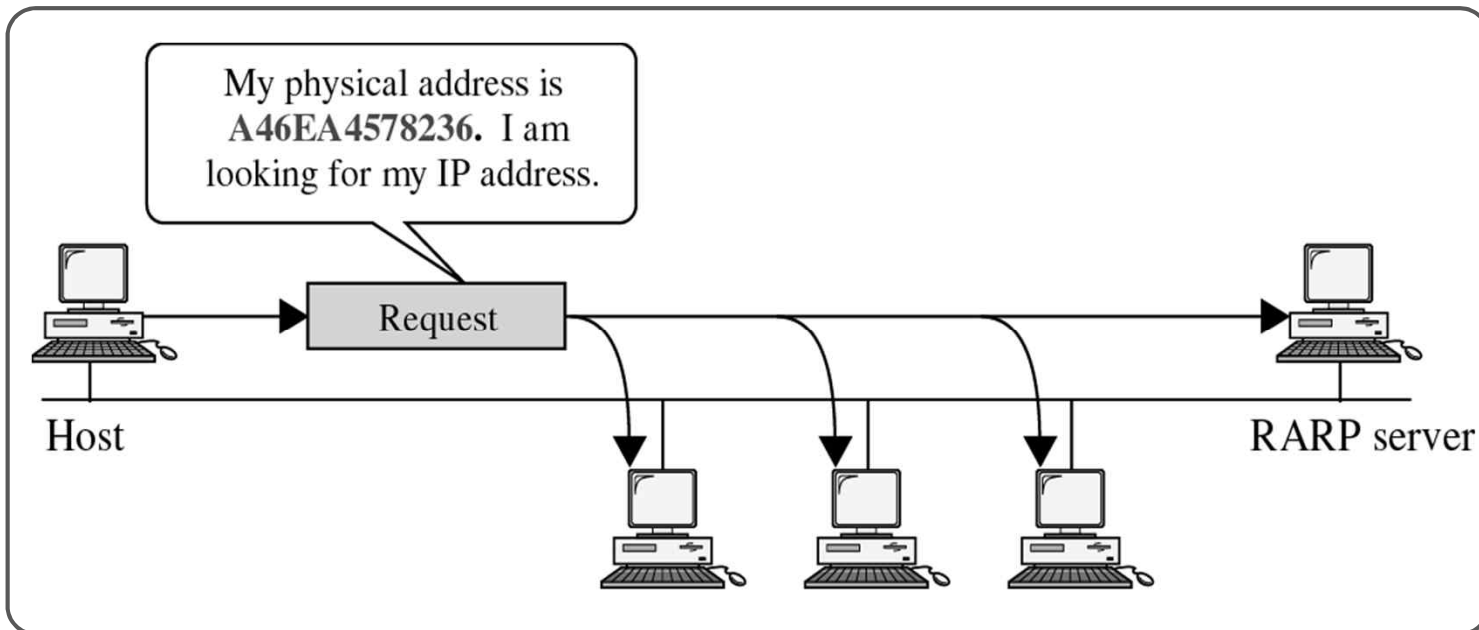 My physical address is
A46EA4578236. I am
looking for my IP address.
Request
Host
RARP server